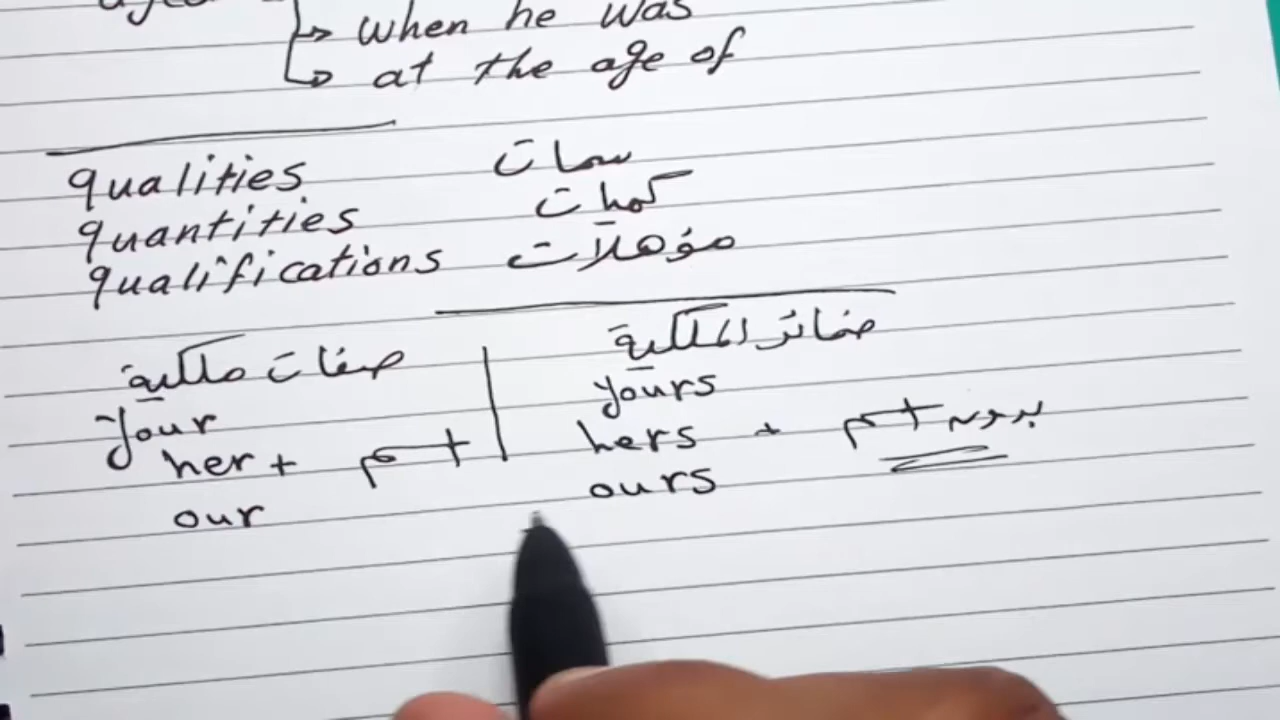 aged
→ when he was
→ at the age of
qualities سمات
quantities كميات
qualifications مؤهلات
صفات ملكية
your
her + اسم
our
ضمائر الملكية
yours
hers + بدون اسم
ours